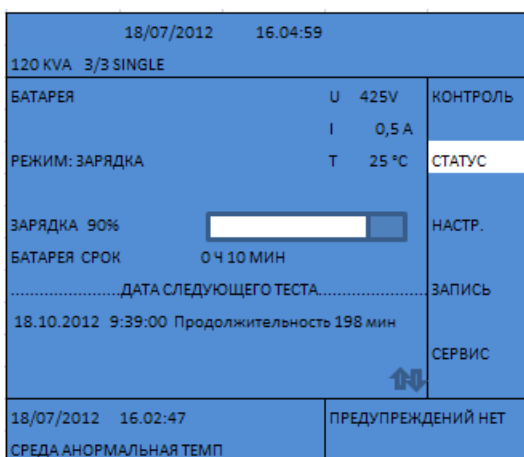 18/07/2012 16.04:59
120 KVA 3/3 SINGLE
БАТАРЕЯ U 425V КОНТРОЛЬ
I 0,5 A
РЕЖИМ: ЗАРЯДКА T 25 °C СТАТУС
ЗАРЯДКА 90% НАСТР.
БАТАРЕЯ СРОК 0 Ч 10 МИН
....................ДАТА СЛЕДУЮЩЕГО ТЕСТА.................... ЗАПИСЬ
18.10.2012 9:39:00 Продолжительность 198 мин
СЕРВИС
18/07/2012 16.02:47 ПРЕДУПРЕЖДЕНИЙ НЕТ
СРЕДА АНОРМАЛЬНАЯ ТЕМП